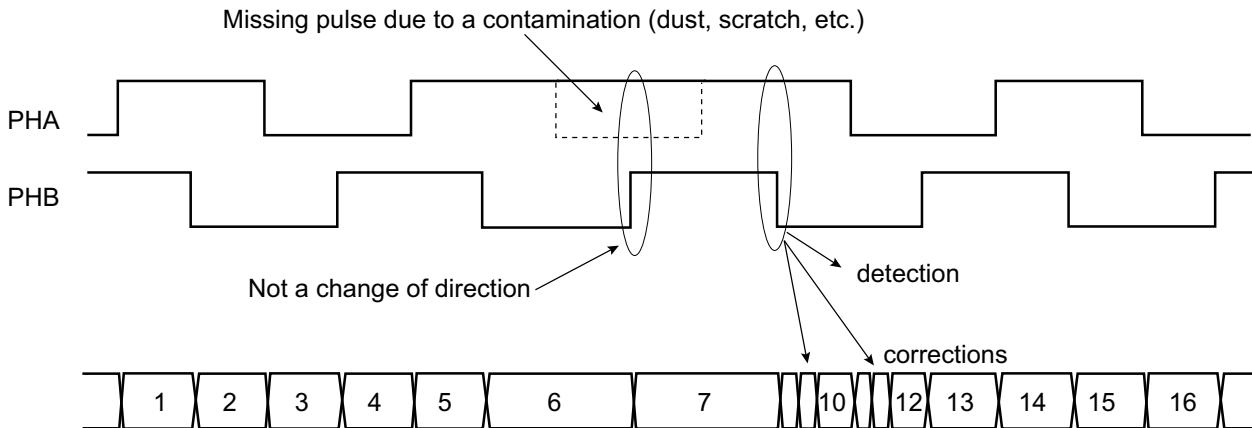 Missing pulse due to a contamination (dust, scratch, etc.)
PHA
PHB
Not a change of direction
detection
corrections
1 2 3 4 5 6 7 10 12 13 14 15 16